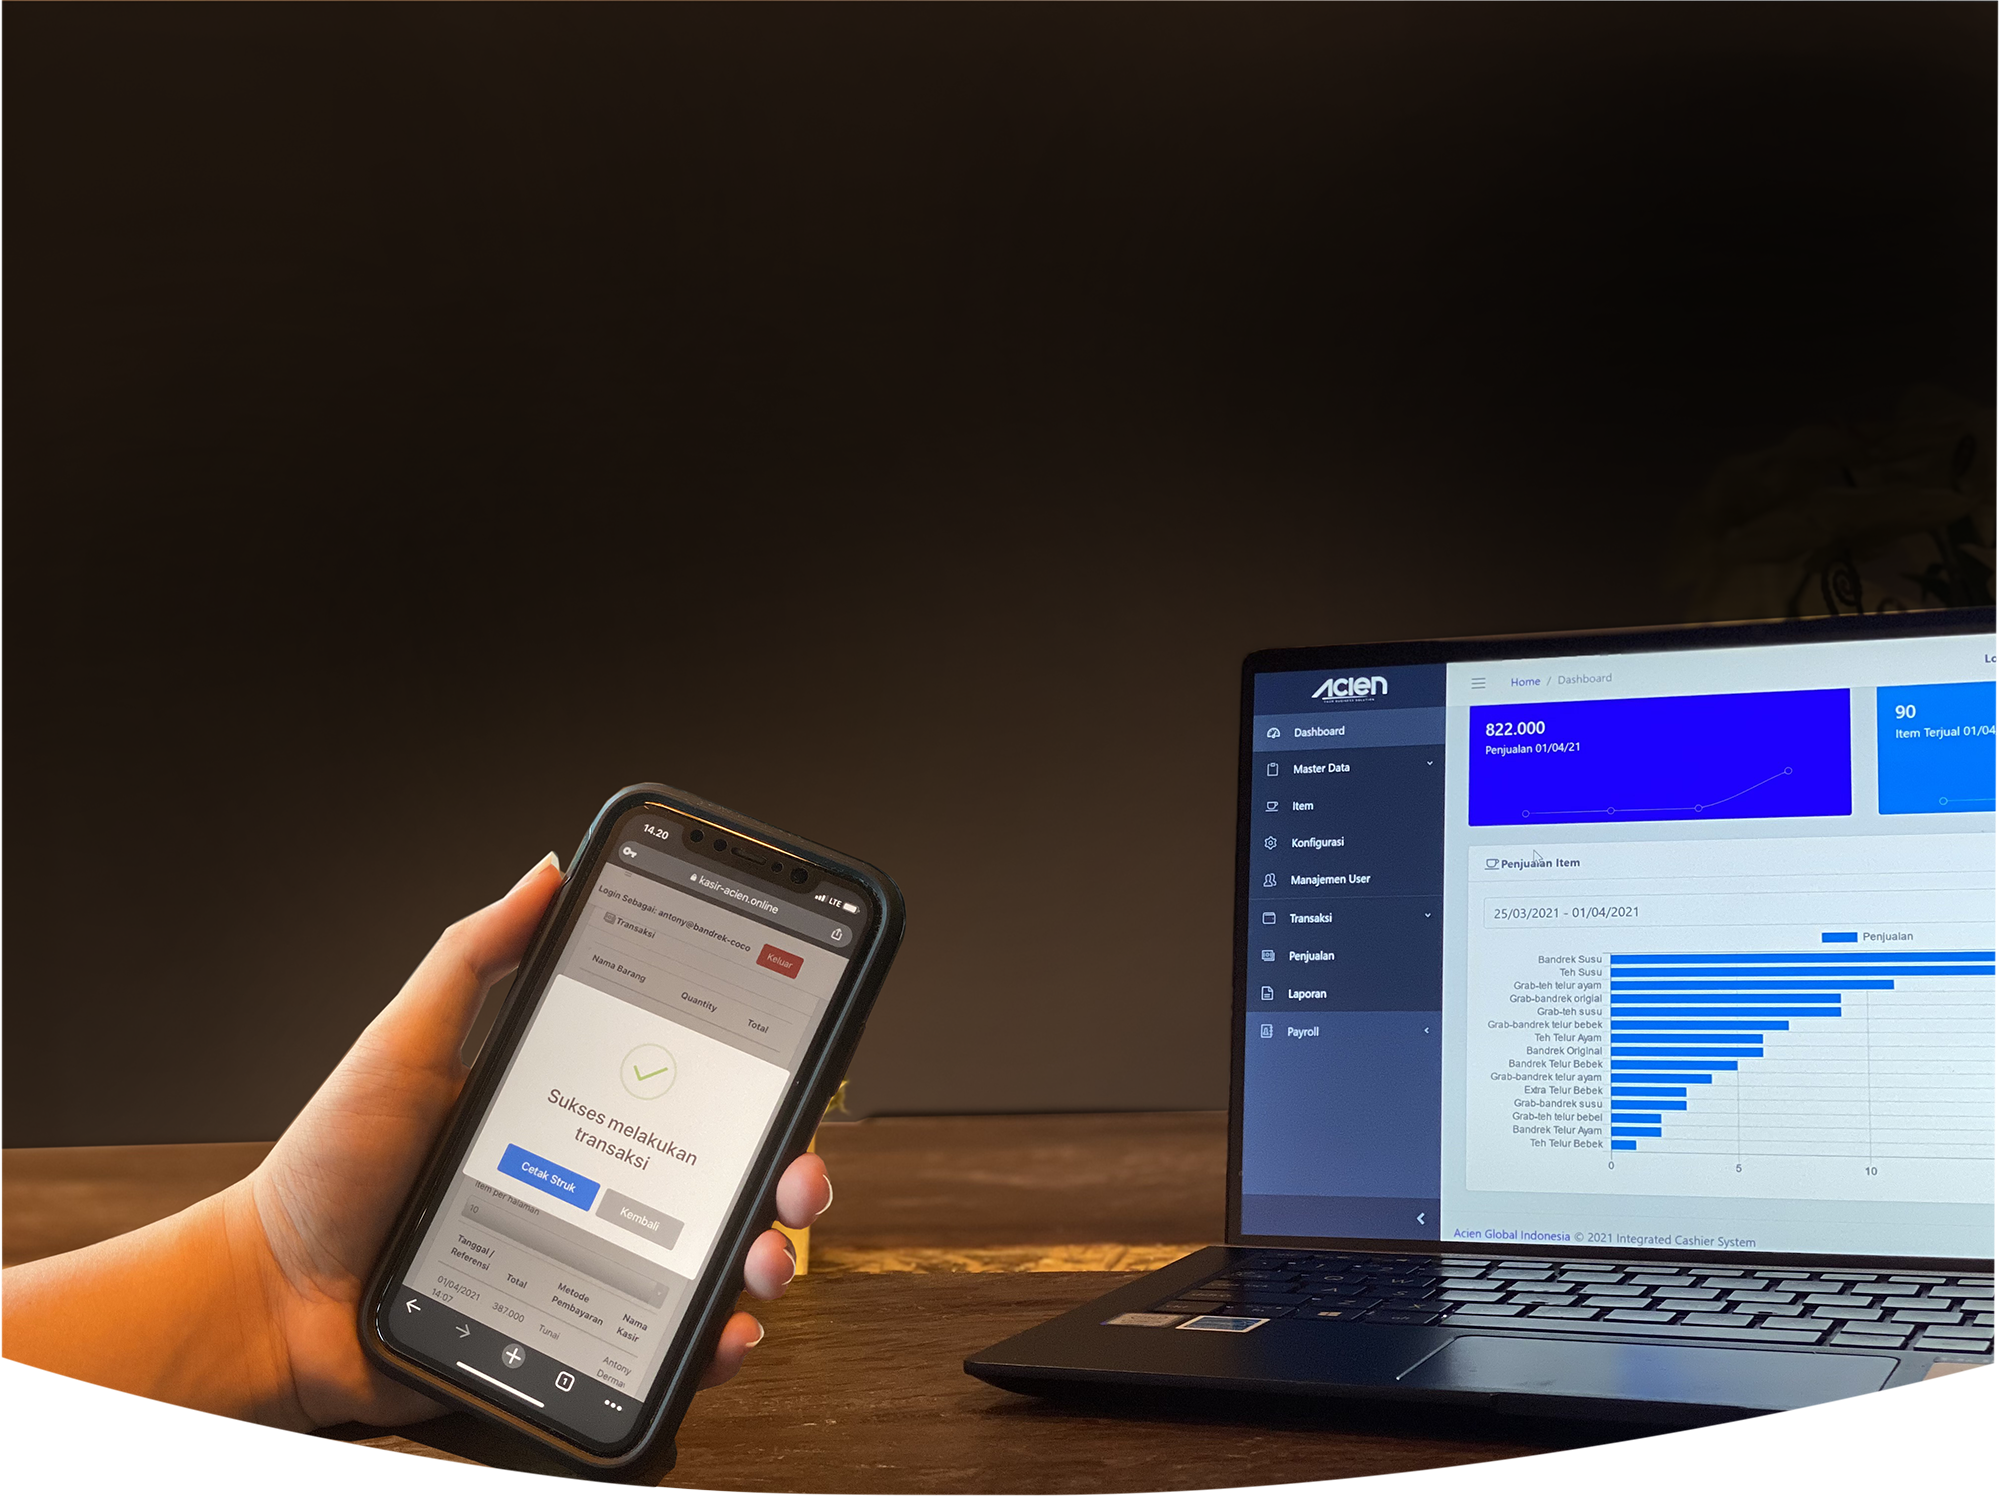 14.20
LTE
kasir-acien.online
Login Sebagai: antony@bandrek-coco
Transaksi
Keluar
Nama Barang
Quantity
Total
Sukses melakukan
transaksi
Cetak Struk
Kembali
Item per halaman
10
Tanggal /
Referensi
Total
Metode
Pembayaran
Nama
Kasir
01/04/2021
14:07
387.000
Tunai
Antony
1
ACIEN
Home / Dashboard
Dashboard
Master Data
Item
Konfigurasi
Manajemen User
Transaksi
Penjualan
Laporan
Payroll
822.000
Penjualan 01/04/21
90
Item Terjual 01/04
Penjualan Item
25/03/2021 - 01/04/2021
Penjualan
Bandrek Susu
Teh Susu
Grab-teh telur ayam
Grab-bandrek origial
Grab-teh susu
Grab-bandrek telur bebek
Teh Telur Ayam
Bandrek Original
Bandrek Telur Bebek
Grab-bandrek telur ayam
Extra Telur Bebek
Grab-bandrek susu
Grab-teh telur bebel
Bandrek Telur Ayam
Teh Telur Bebek
0 5 10
Acien Global Indonesia © 2021 Integrated Cashier System